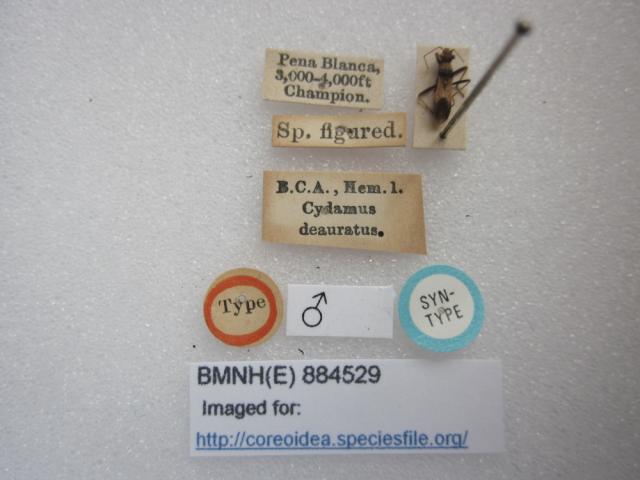 Pena Blanca,
3,000-4,000ft
Champion.
Sp. figured.
B.C.A., Hem. 1.
Cydamus
deauratus.
Type
♂
SYN-
TYPE
BMNH(E) 884529
Imaged for:
http://coreoidea.speciesfile.org/